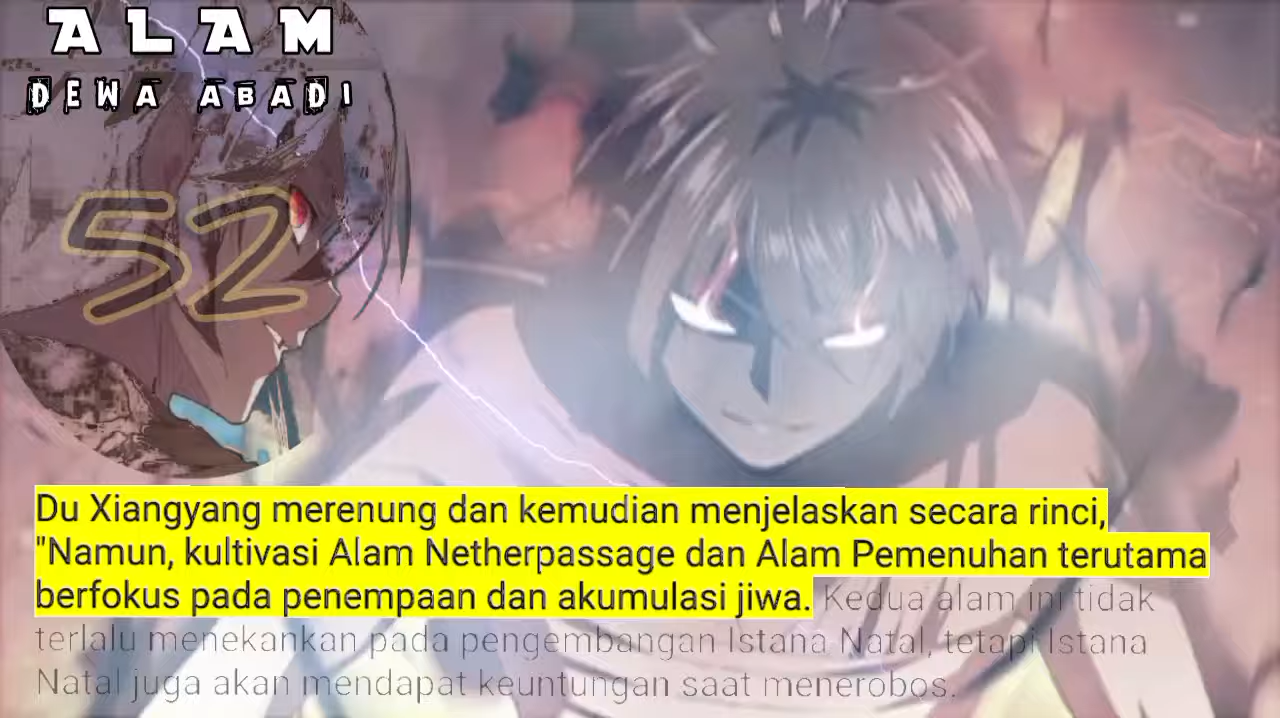 ALAM
DEWA ABADI
52
Du Xiangyang merenung dan kemudian menjelaskan secara rinci,
"Namun, kultivasi Alam Netherpassage dan Alam Pemenuhan terutama
berfokus pada penempaan dan akumulasi jiwa. Kedua alam ini tidak
terlalu menekankan pada pengembangan Istana Natal, tetapi Istana
Natal juga akan mendapat keuntungan saat menerobos.